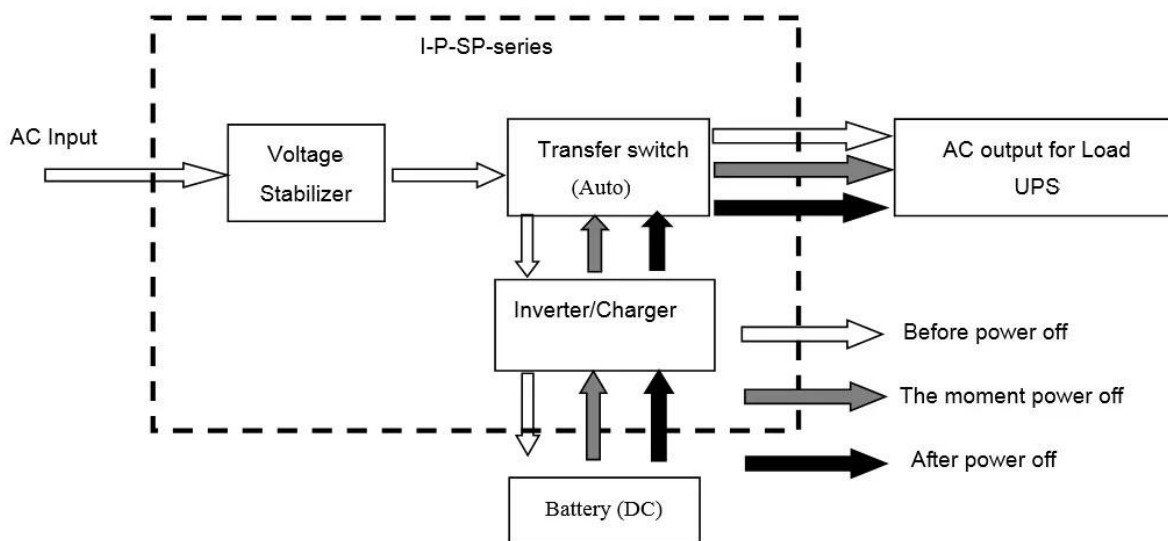 I-P-SP-series
AC Input
Voltage
Stabilizer
Transfer switch
(Auto)
AC output for Load
UPS
Inverter/Charger
Before power off
The moment power off
After power off
Battery (DC)